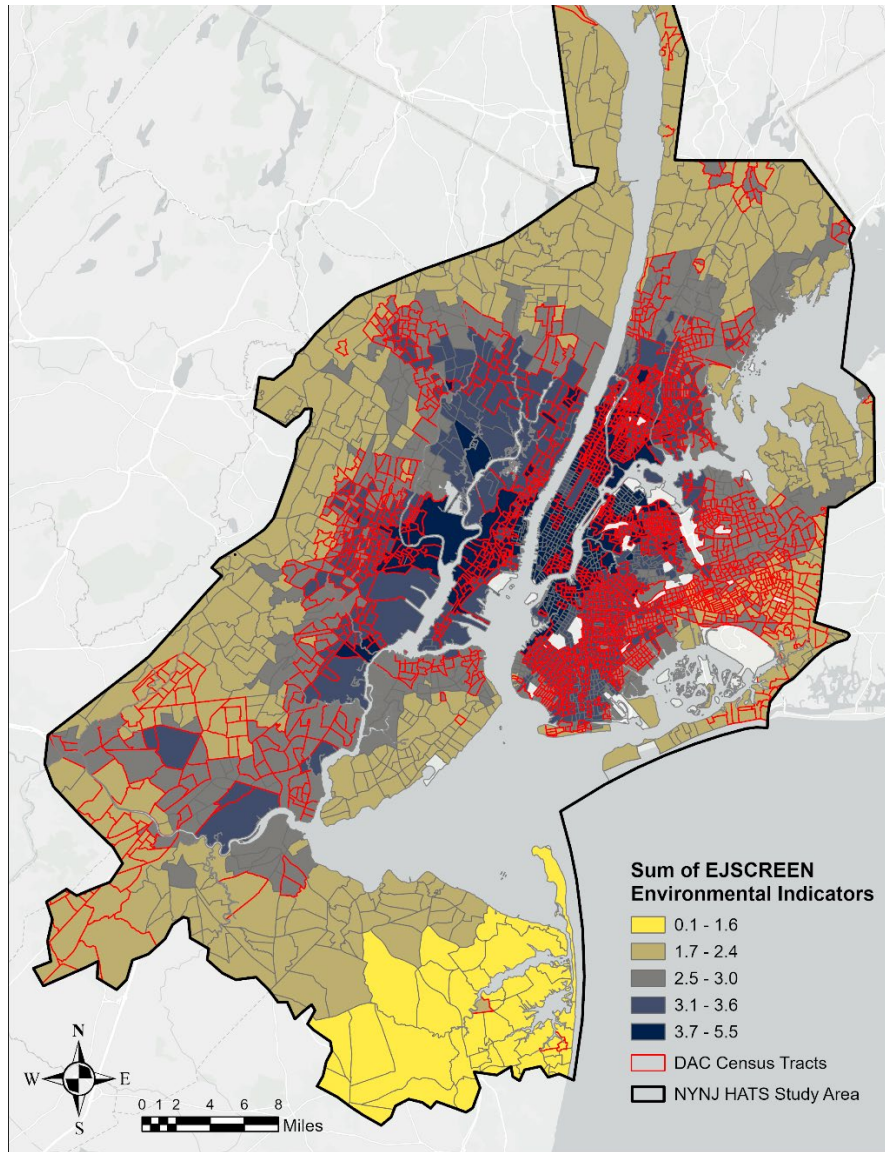 Sum of EJSCREEN
Environmental Indicators
0.1 - 1.6
1.7 - 2.4
2.5 - 3.0
3.1 - 3.6
3.7 - 5.5
DAC Census Tracts
NYNJ HATS Study Area
N
W E
S
0 1 2 4 6 8
Miles